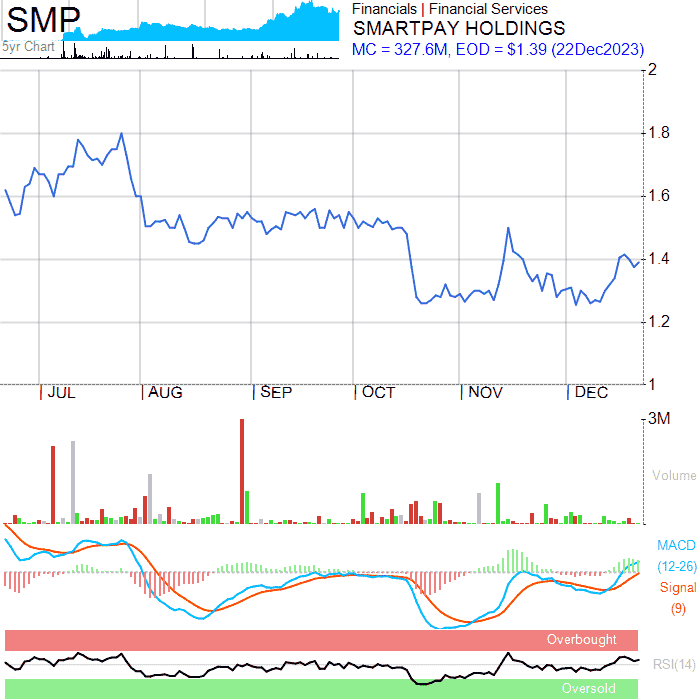 SMP
5yr Chart
Financials | Financial Services
SMARTPAY HOLDINGS
MC = 327.6M, EOD = $1.39 (22Dec2023)
2
1.8
1.6
1.4
1.2
1
JUL AUG SEP OCT NOV DEC
3M
Volume
MACD
(12-26)
Signal
(9)
Overbought
RSI(14)
Oversold